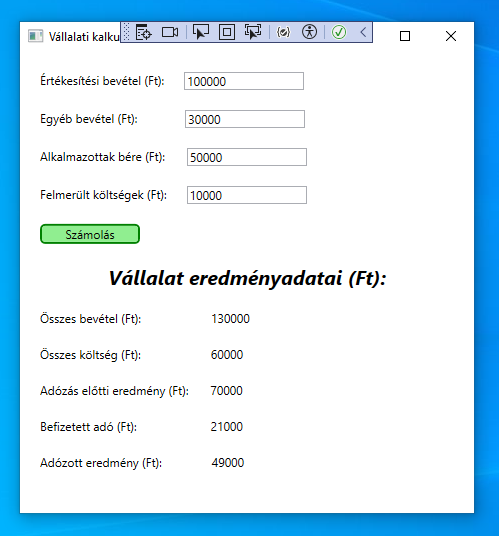 Vállalati kalku
Értékesítési bevétel (Ft): 100000
Egyéb bevétel (Ft): 30000
Alkalmazottak bére (Ft): 50000
Felmerült költségek (Ft): 10000
Számolás
Vállalat eredményadatai (Ft):
Összes bevétel (Ft): 130000
Összes költség (Ft): 60000
Adózás előtti eredmény (Ft): 70000
Befizetett adó (Ft): 21000
Adózott eredmény (Ft): 49000